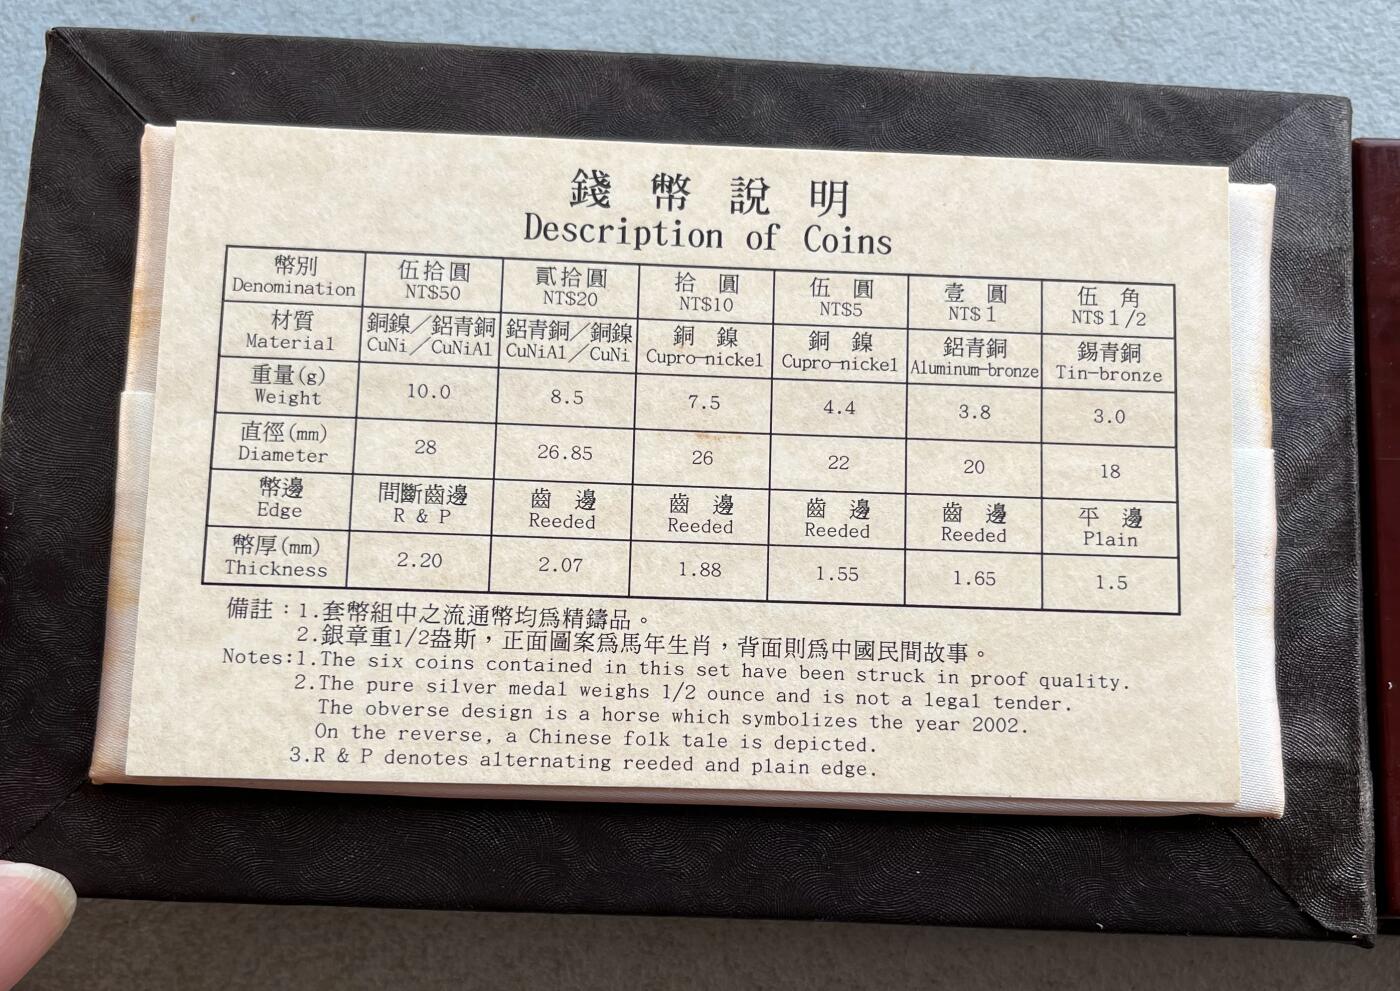 錢幣說明
Description of Coins
幣別 伍拾圓 貳拾圓 拾圓 伍圓 壹圓 伍角
Denomination NT$50 NT$20 NT$10 NT$5 NT$1 NT$1/2
材質 銅鎳／鋁青銅 鋁青銅／銅鎳 銅鎳 銅鎳 鋁青銅 錫青銅
Material CuNi／CuNiAl CuNiAl／CuNi Cupro-nickel Cupro-nickel Aluminum-bronze Tin-bronze
重量(g)
Weight 10.0 8.5 7.5 4.4 3.8 3.0
直徑(mm)
Diameter 28 26.85 26 22 20 18
幣邊 間斷齒邊 齒邊 齒邊 齒邊 齒邊 平邊
Edge R & P Reeded Reeded Reeded Reeded Plain
幣厚(mm)
Thickness 2.20 2.07 1.88 1.55 1.65 1.5
備註：1.套幣組中之流通幣均為精鑄品。
2.銀章重1/2盎斯，正面圖案為馬年生肖，背面則為中國民間故事。
Notes:1.The six coins contained in this set have been struck in proof quality.
2.The pure silver medal weighs 1/2 ounce and is not a legal tender.
The obverse design is a horse which symbolizes the year 2002.
On the reverse, a Chinese folk tale is depicted.
3.R & P denotes alternating reeded and plain edge.